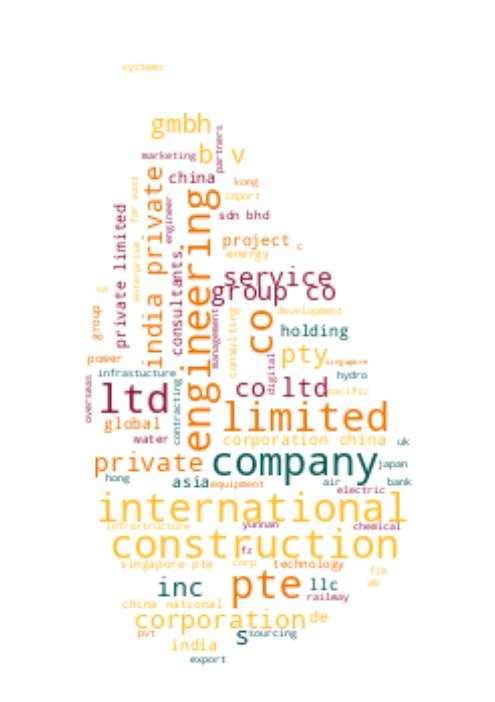 systems
gmbh
partners
marketing
b v
china
kong
india private
far east
import
engineering
engineer
sdn bhd
private limited
project
c
energy
enterprise
consultants
service
group co
sa
group
co
management
consulting
development
holding
pty
power
singapore
infrastucture
digital
hydro
overseas
ltd
co ltd
pacific
contracting
global
limited
water
corporation china
uk
private
company
japan
hong
asia
equipment
air
bank
electric
international
infrastructure
yunnan
chemical
construction
fz
singapore pte
corp
technology
fze
inc
pte
llc
ab
railway
china national
corporation
de
pvt
s
sourcing
india
export